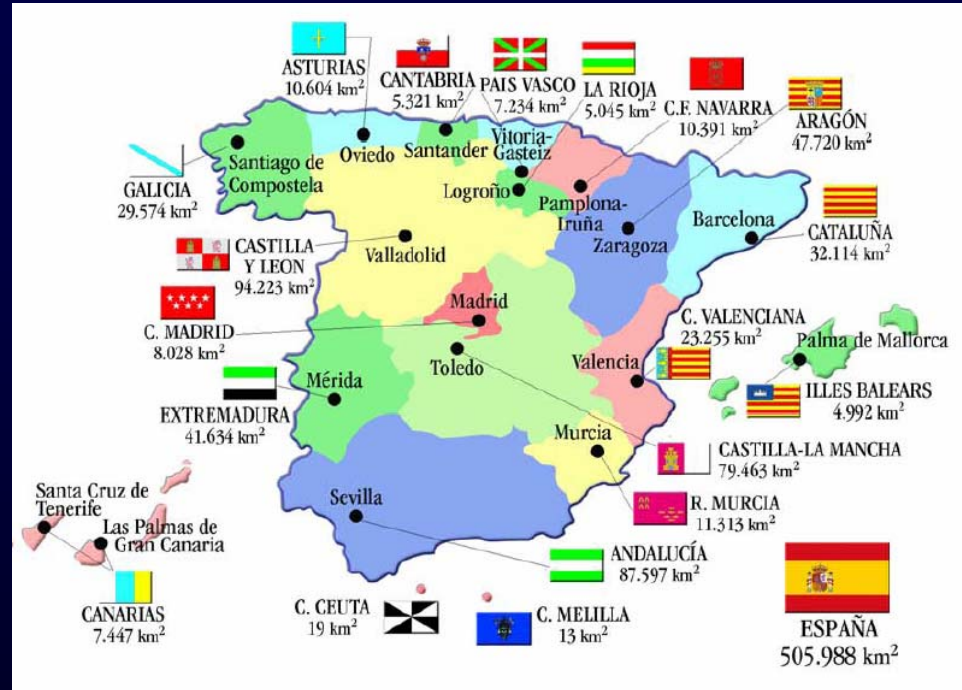 ASTURIAS
10.604 km²
CANTABRIA
5.321 km²
PAIS VASCO
7.234 km²
LA RIOJA
5.045 km²
C.F. NAVARRA
10.391 km²
ARAGÓN
47.720 km²
GALICIA
29.574 km²
Santiago de
Compostela
Oviedo
Santander
Vitoria-
Gasteiz
Logroño
Pamplona-
Iruña
Zaragoza
Barcelona
CATALUÑA
32.114 km²
CASTILLA
Y LEON
94.223 km²
Valladolid
C. MADRID
8.028 km²
Madrid
Toledo
C. VALENCIANA
23.255 km²
Valencia
Palma de Mallorca
ILLES BALEARS
4.992 km²
EXTREMADURA
41.634 km²
Mérida
Murcia
CASTILLA-LA MANCHA
79.463 km²
R. MURCIA
11.313 km²
Santa Cruz de
Tenerife
Las Palmas de
Gran Canaria
CANARIAS
7.447 km²
Sevilla
ANDALUCÍA
87.597 km²
C. CEUTA
19 km²
C. MELILLA
13 km²
ESPAÑA
505.988 km²